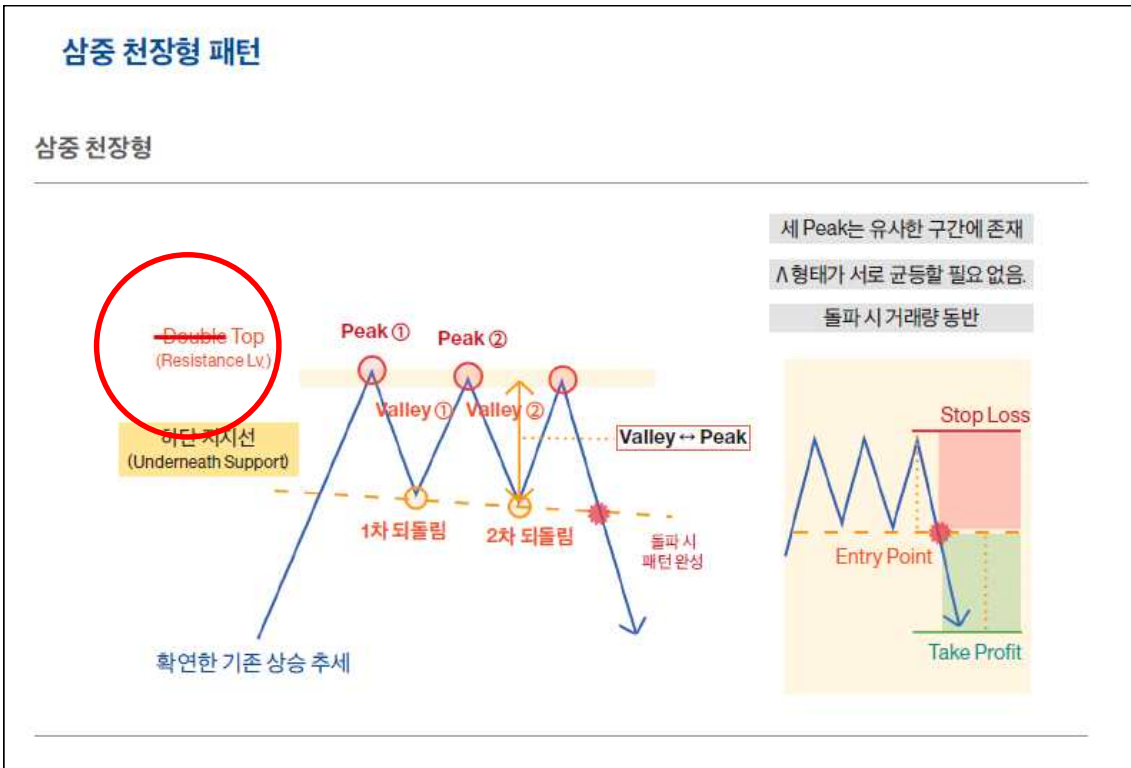 삼중 천장형 패턴
삼중 천장형
세 Peak는 유사한 구간에 존재
Λ 형태가 서로 균등할 필요 없음.
돌파 시 거래량 동반
Double Top
(Resistance Lv.)
Peak ①
Peak ②
Valley ①
Valley ②
하단 지지선
(Underneath Support)
Valley ↔ Peak
1차 되돌림
2차 되돌림
돌파 시
패턴 완성
확연한 기존 상승 추세
Stop Loss
Entry Point
Take Profit